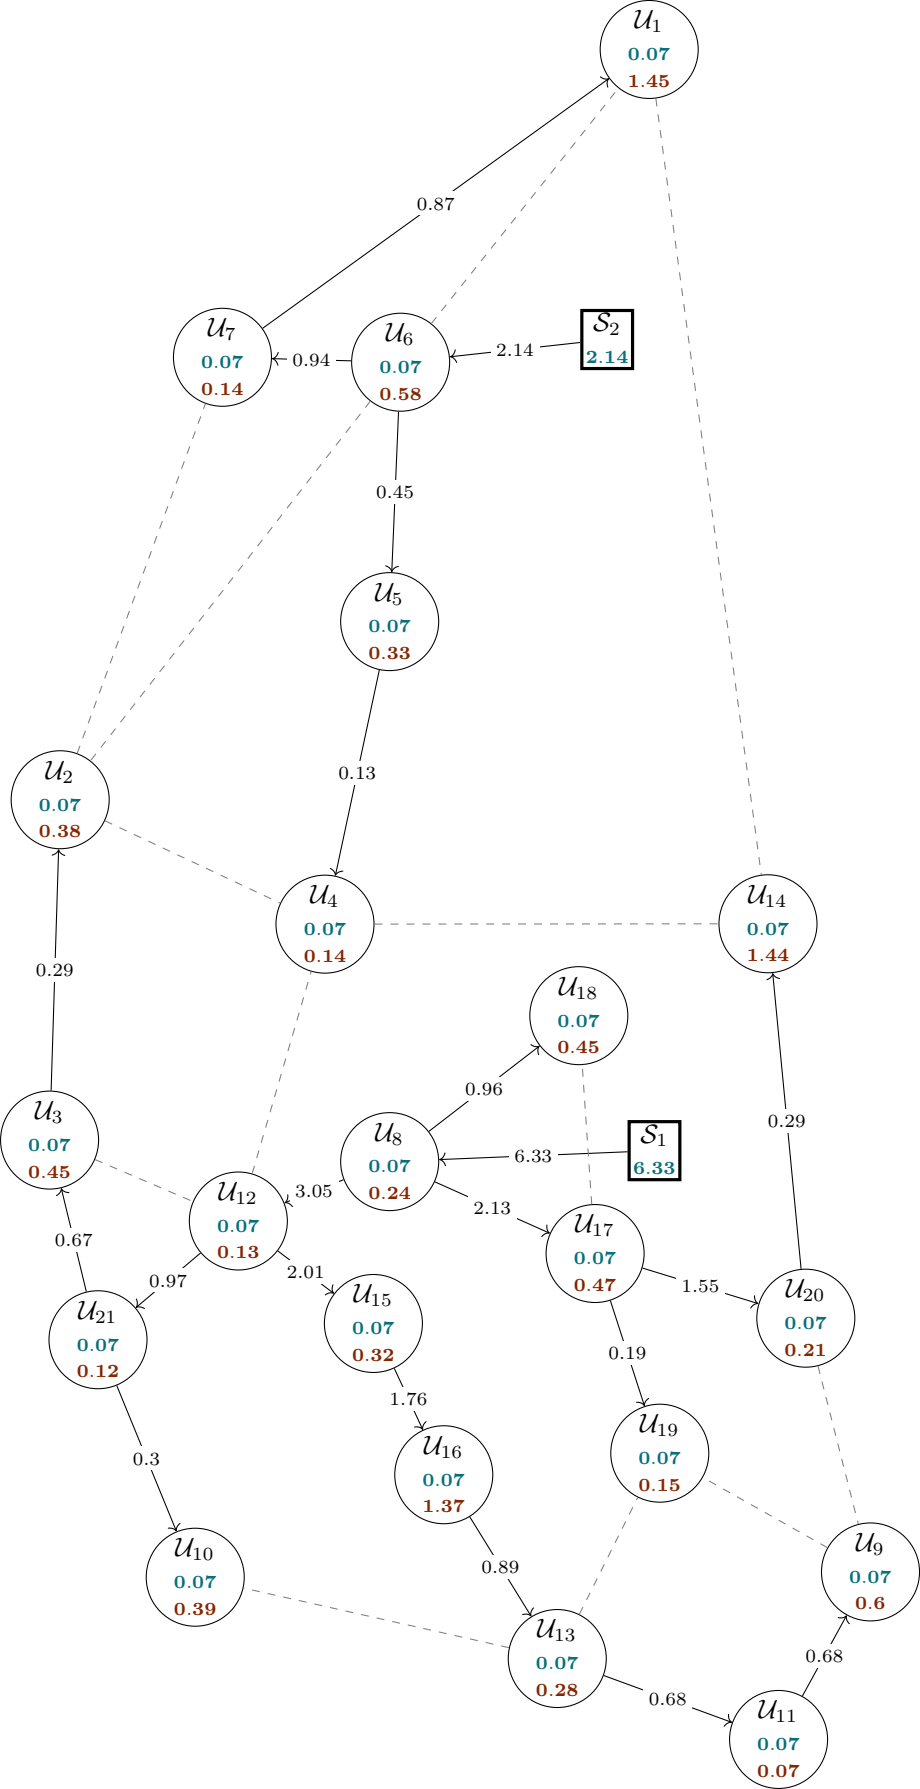 𝒰₁
0.07
1.45
0.87
𝒰₇
0.07
0.14
0.94
𝒰₆
0.07
0.58
2.14
𝒮₂
2.14
0.45
𝒰₅
0.07
0.33
0.13
𝒰₂
0.07
0.38
𝒰₄
0.07
0.14
𝒰₁₄
0.07
1.44
0.29
𝒰₁₈
0.07
0.45
0.96
0.29
𝒰₃
0.07
0.45
𝒰₈
0.07
0.24
6.33
𝒮₁
6.33
3.05
2.13
𝒰₁₂
0.07
0.13
0.67
0.97
2.01
𝒰₁₇
0.07
0.47
1.55
𝒰₂₀
0.07
0.21
𝒰₂₁
0.07
0.12
𝒰₁₅
0.07
0.32
0.19
1.76
0.3
𝒰₁₆
0.07
1.37
𝒰₁₉
0.07
0.15
0.89
𝒰₁₀
0.07
0.39
𝒰₉
0.07
0.6
𝒰₁₃
0.07
0.28
0.68
0.68
𝒰₁₁
0.07
0.07